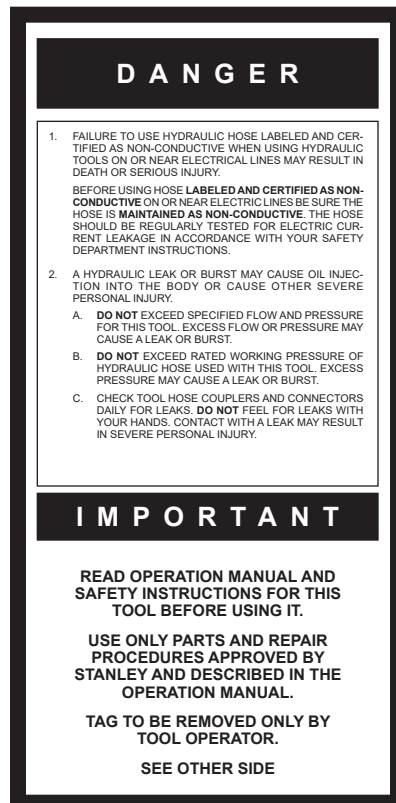 DANGER
1. FAILURE TO USE HYDRAULIC HOSE LABELED AND CER-
TIFIED AS NON-CONDUCTIVE WHEN USING HYDRAULIC
TOOLS ON OR NEAR ELECTRICAL LINES MAY RESULT IN
DEATH OR SERIOUS INJURY.
BEFORE USING HOSE LABELED AND CERTIFIED AS NON-
CONDUCTIVE ON OR NEAR ELECTRIC LINES BE SURE THE
HOSE IS MAINTAINED AS NON-CONDUCTIVE. THE HOSE
SHOULD BE REGULARLY TESTED FOR ELECTRIC CUR-
RENT LEAKAGE IN ACCORDANCE WITH YOUR SAFETY
DEPARTMENT INSTRUCTIONS.
2. A HYDRAULIC LEAK OR BURST MAY CAUSE OIL INJEC-
TION INTO THE BODY OR CAUSE OTHER SEVERE
PERSONAL INJURY.
A. DO NOT EXCEED SPECIFIED FLOW AND PRESSURE
FOR THIS TOOL. EXCESS FLOW OR PRESSURE MAY
CAUSE A LEAK OR BURST.
B. DO NOT EXCEED RATED WORKING PRESSURE OF
HYDRAULIC HOSE USED WITH THIS TOOL. EXCESS
PRESSURE MAY CAUSE A LEAK OR BURST.
C. CHECK TOOL HOSE COUPLERS AND CONNECTORS
DAILY FOR LEAKS. DO NOT FEEL FOR LEAKS WITH
YOUR HANDS. CONTACT WITH A LEAK MAY RESULT
IN SEVERE PERSONAL INJURY.
IMPORTANT
READ OPERATION MANUAL AND
SAFETY INSTRUCTIONS FOR THIS
TOOL BEFORE USING IT.
USE ONLY PARTS AND REPAIR
PROCEDURES APPROVED BY
STANLEY AND DESCRIBED IN THE
OPERATION MANUAL.
TAG TO BE REMOVED ONLY BY
TOOL OPERATOR.
SEE OTHER SIDE